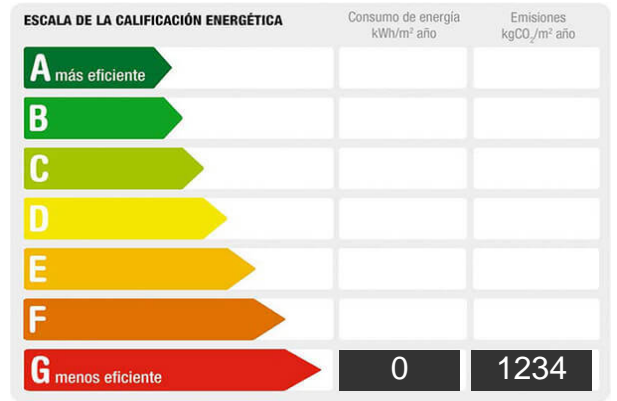 ESCALA DE LA CALIFICACIÓN ENERGÉTICA
Consumo de energía
kWh/m² año
Emisiones
kgCO₂/m² año
A más eficiente
B
C
D
E
F
G menos eficiente
0
1234